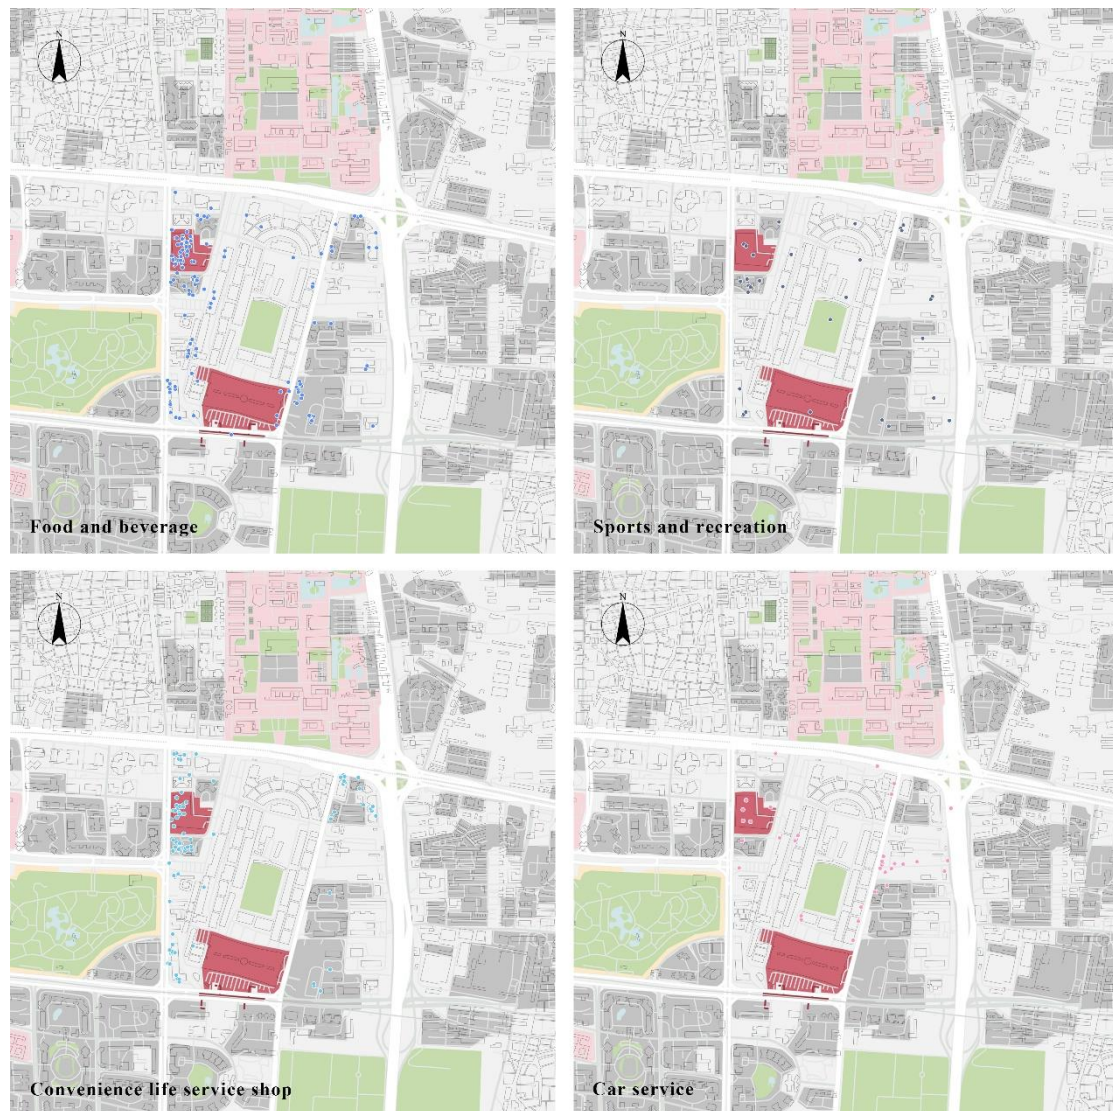 N
N
Food and beverage
Sports and recreation
N
N
Convenience life service shop
Car service